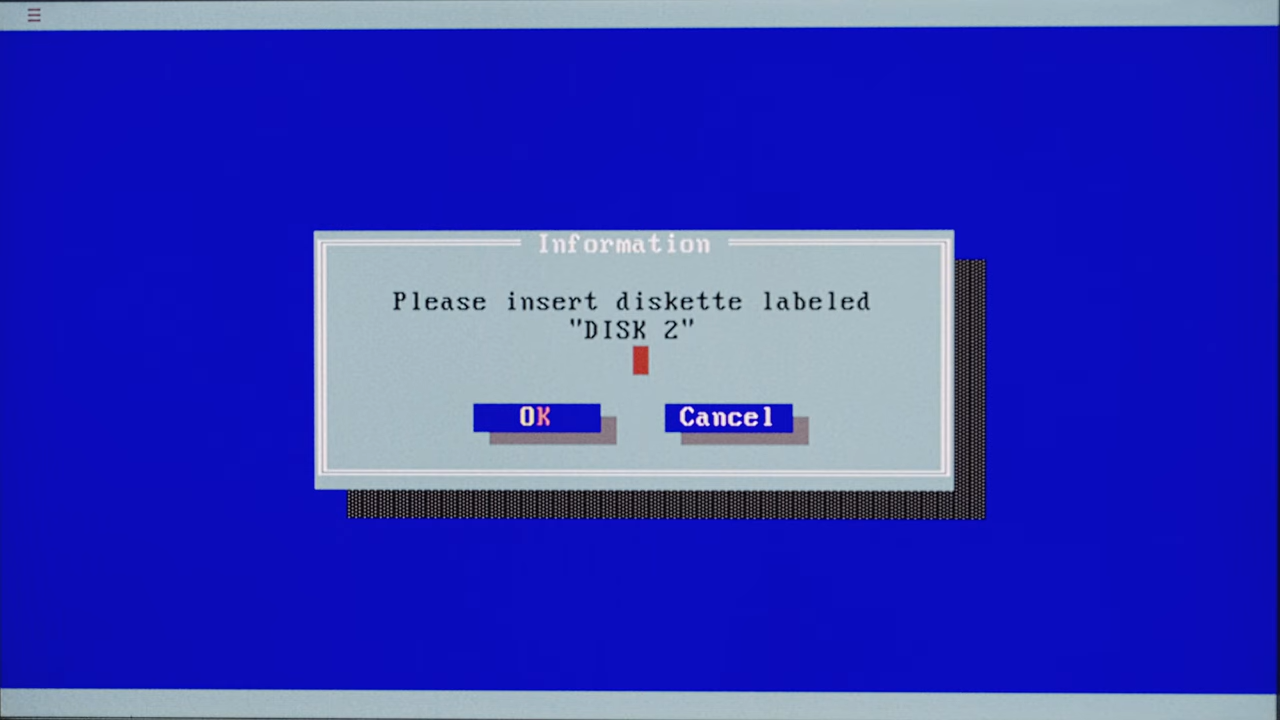 Information
Please insert diskette labeled
"DISK 2"
OK
Cancel